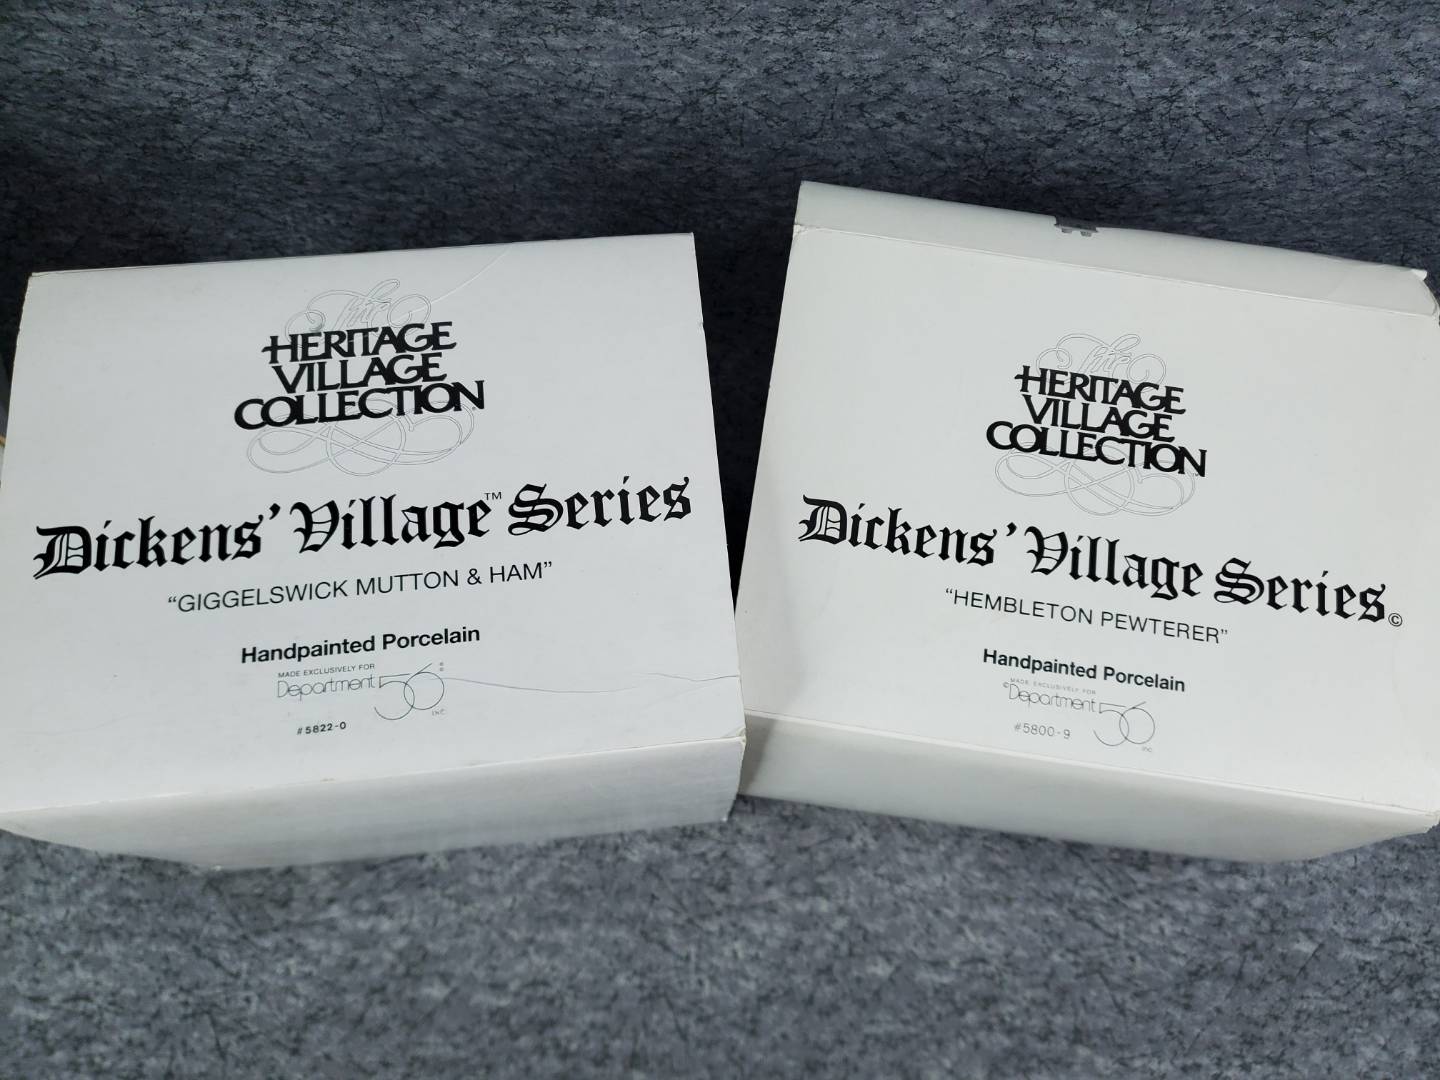 The
HERITAGE
VILLAGE
COLLECTION
Dickens' Village™ Series
“GIGGELSWICK MUTTON & HAM”
Handpainted Porcelain
MADE EXCLUSIVELY FOR
Department 56®
INC.
#5822-0
The
HERITAGE
VILLAGE
COLLECTION
Dickens' Village Series©
“HEMBLETON PEWTERER”
Handpainted Porcelain
MADE EXCLUSIVELY FOR
©Department 56
INC.
#5800-9